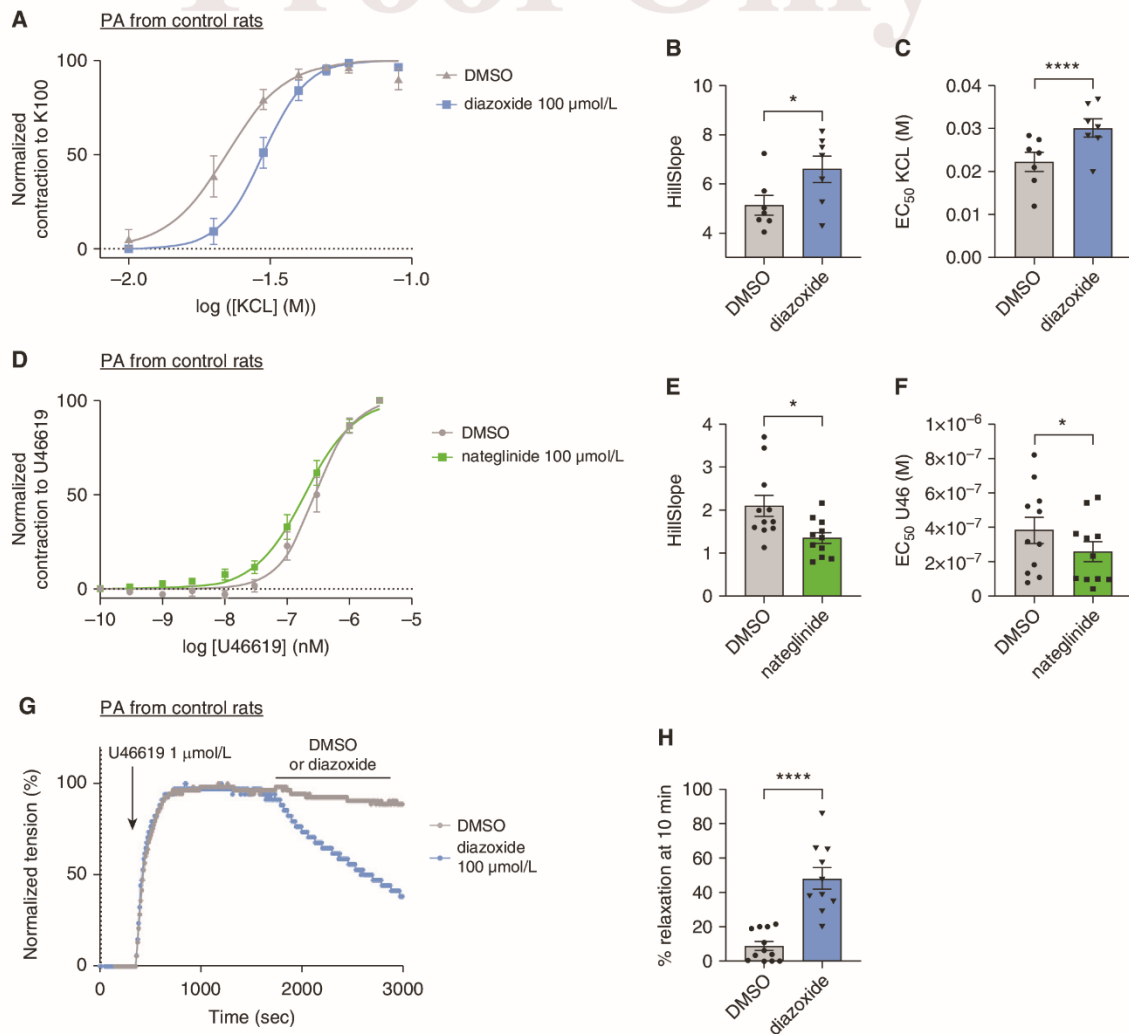 Proof Only
A
PA from control rats
Normalized
contraction to K100
100
50
0
−2.0
−1.5
−1.0
log ([KCL] (M))
DMSO
diazoxide 100 μmol/L
B
*
HillSlope
10
8
6
4
DMSO
diazoxide
C
****
EC50 KCL (M)
0.04
0.03
0.02
0.01
0.00
DMSO
diazoxide
D
PA from control rats
Normalized
contraction to U46619
100
50
0
−10
−9
−8
−7
−6
−5
log [U46619] (nM)
DMSO
nateglinide 100 μmol/L
E
*
HillSlope
4
3
2
1
0
DMSO
nateglinide
F
*
EC50 U46 (M)
1×10−6
8×10−7
6×10−7
4×10−7
2×10−7
0
DMSO
nateglinide
G
PA from control rats
U46619 1 μmol/L
DMSO
or diazoxide
Normalized tension (%)
100
50
0
0
1000
2000
3000
Time (sec)
DMSO
diazoxide
100 μmol/L
H
****
% relaxation at 10 min
100
80
60
40
20
0
DMSO
diazoxide